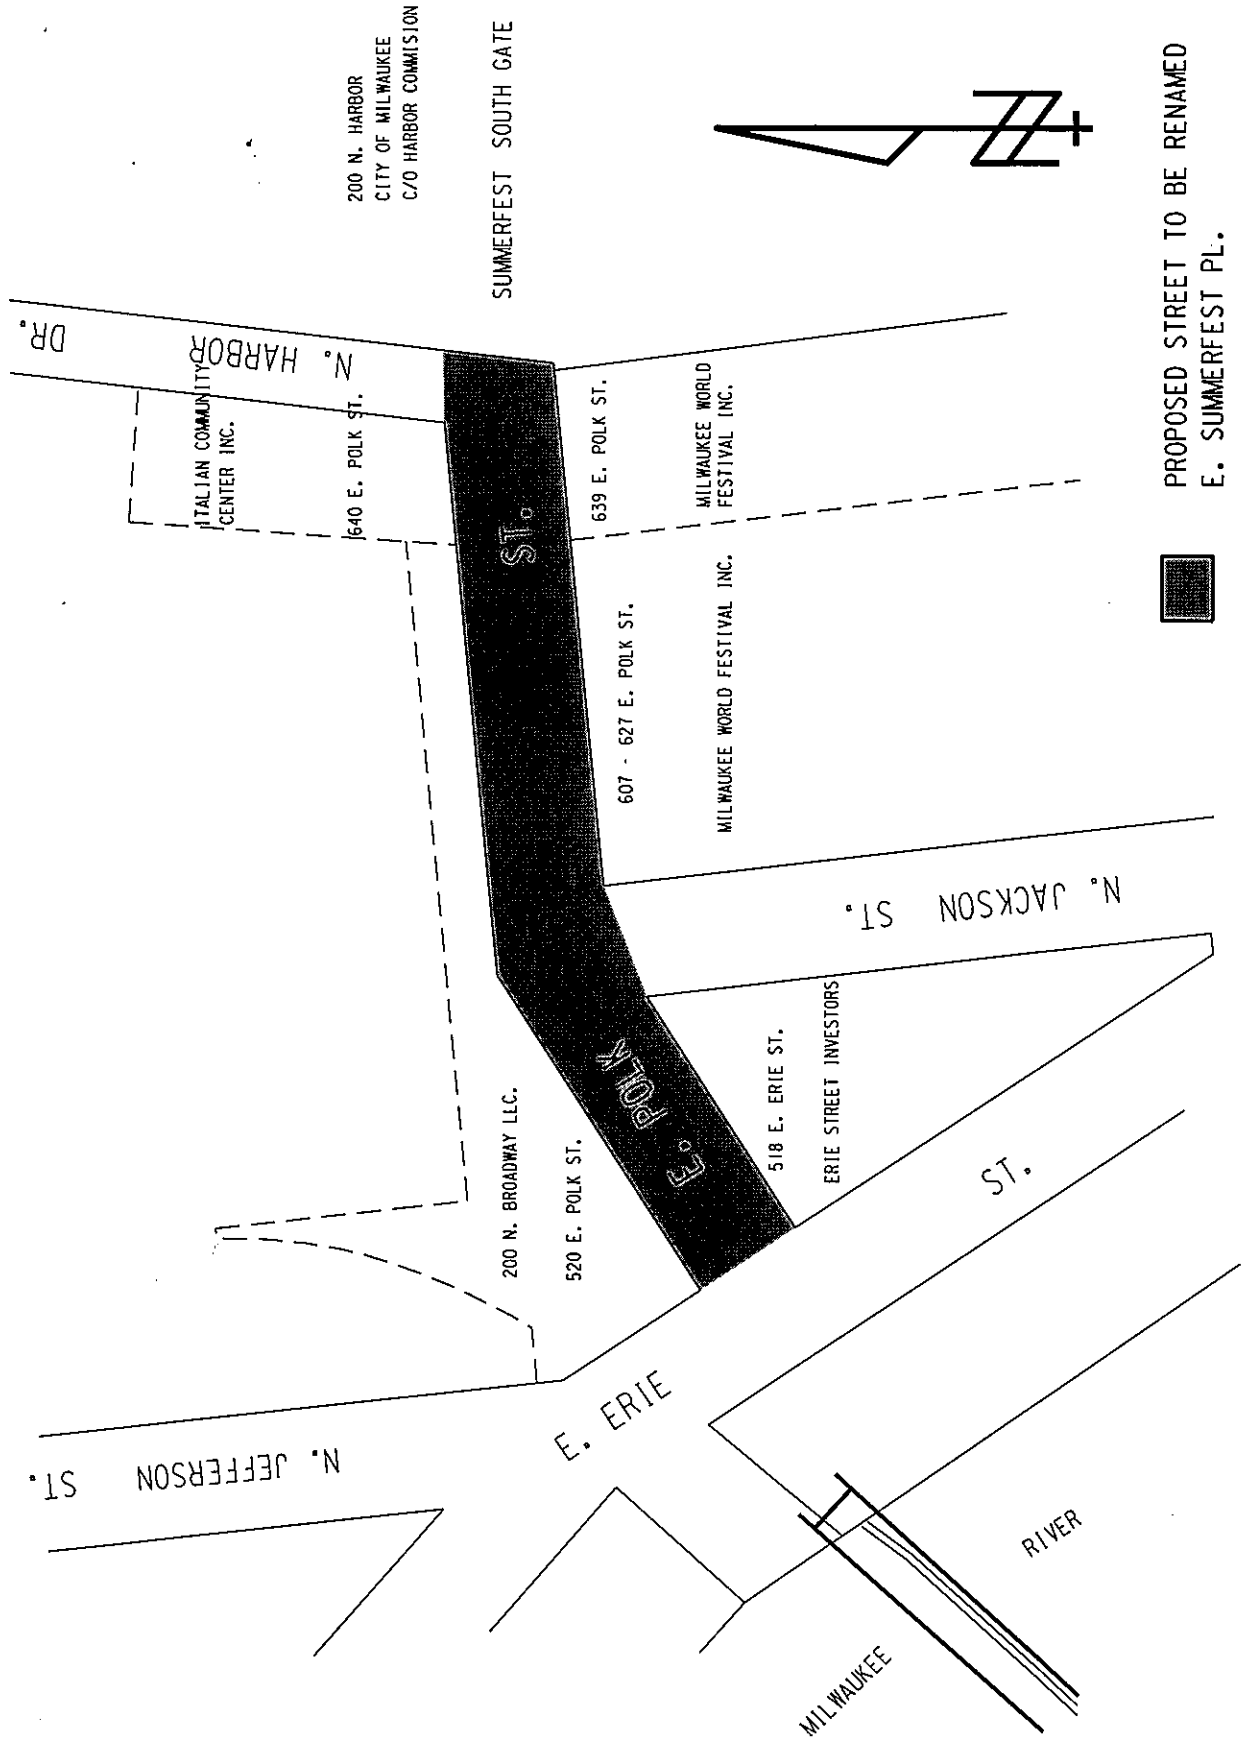 200 N. HARBOR
CITY OF MILWAUKEE
C/O HARBOR COMMISION
SUMMERFEST SOUTH GATE
N. HARBOR DR.
ITALIAN COMMUNITY
CENTER INC.
640 E. POLK ST.
639 E. POLK ST.
MILWAUKEE WORLD
FESTIVAL INC.
E. POLK ST.
607 - 627 E. POLK ST.
MILWAUKEE WORLD FESTIVAL INC.
N. JACKSON ST.
200 N. BROADWAY LLC.
520 E. POLK ST.
518 E. ERIE ST.
ERIE STREET INVESTORS
E. ERIE ST.
N. JEFFERSON ST.
MILWAUKEE RIVER
N
PROPOSED STREET TO BE RENAMED
E. SUMMERFEST PL.